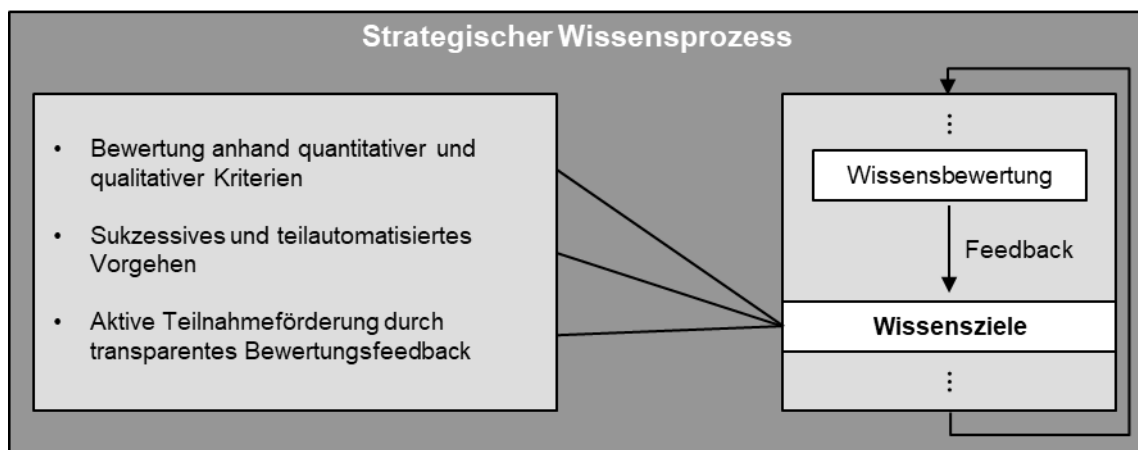 Strategischer Wissensprozess
• Bewertung anhand quantitativer und
qualitativer Kriterien
• Sukzessives und teilautomatisiertes
Vorgehen
• Aktive Teilnahmeförderung durch
transparentes Bewertungsfeedback
...
Wissensbewertung
Feedback
Wissensziele
...